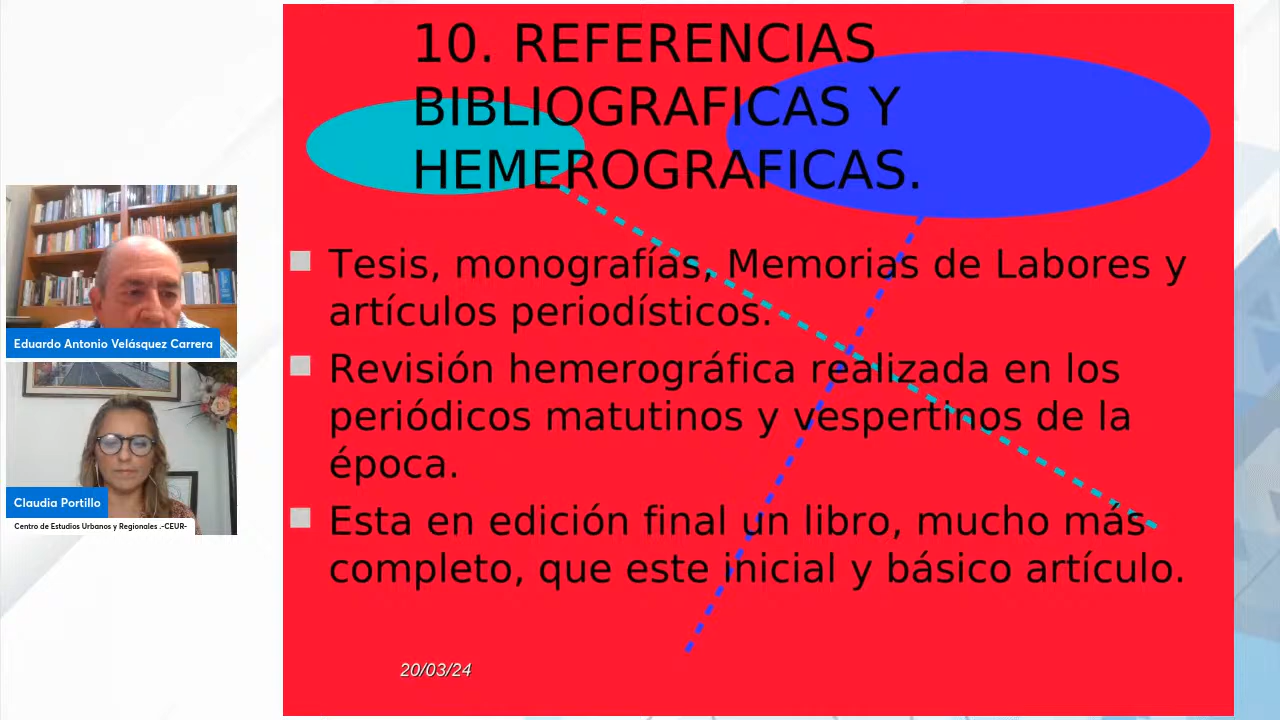 10. REFERENCIAS
BIBLIOGRAFICAS Y
HEMEROGRAFICAS.
Tesis, monografías, Memorias de Labores y
artículos periodísticos.
Revisión hemerográfica realizada en los
periódicos matutinos y vespertinos de la
época.
Esta en edición final un libro, mucho más
completo, que este inicial y básico artículo.
20/03/24
Eduardo Antonio Velásquez Carrera
Claudia Portillo
Centro de Estudios Urbanos y Regionales .-CEUR-